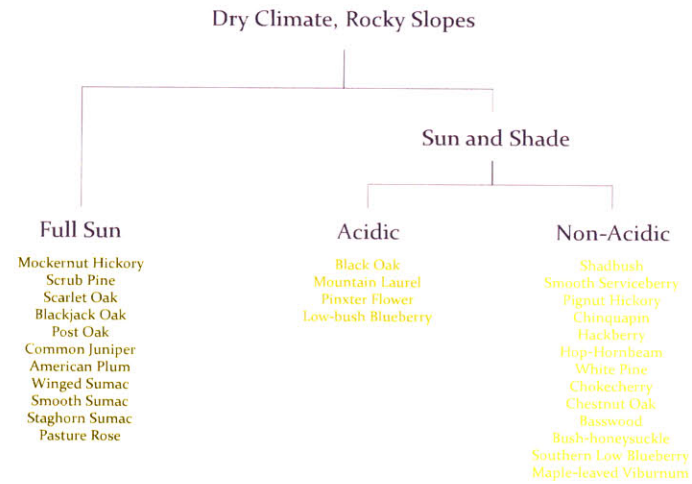 Dry Climate, Rocky Slopes
Sun and Shade
Full Sun
Mockernut Hickory
Scrub Pine
Scarlet Oak
Blackjack Oak
Post Oak
Common Juniper
American Plum
Winged Sumac
Smooth Sumac
Staghorn Sumac
Pasture Rose
Acidic
Black Oak
Mountain Laurel
Pinxter Flower
Low-bush Blueberry
Non-Acidic
Shadbush
Smooth Serviceberry
Pignut Hickory
Chinquapin
Hackberry
Hop-Hornbeam
White Pine
Chokecherry
Chestnut Oak
Basswood
Bush-honeysuckle
Southern Low Blueberry
Maple-leaved Viburnum